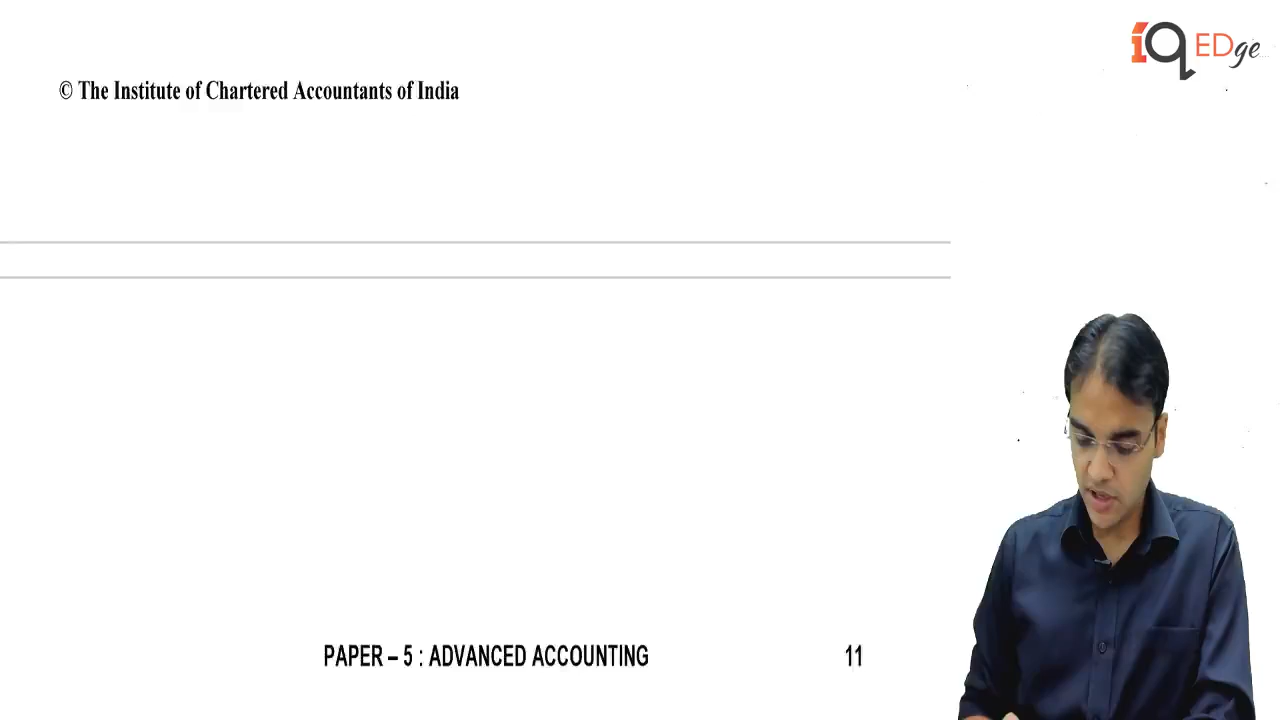 iQ EDge
© The Institute of Chartered Accountants of India
PAPER – 5 : ADVANCED ACCOUNTING 11